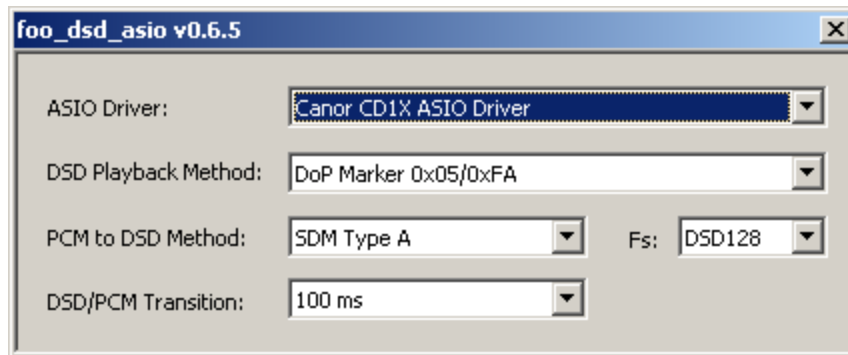 foo_dsd_asio v0.6.5
ASIO Driver: Canor CD1X ASIO Driver
DSD Playback Method: DoP Marker 0x05/0xFA
PCM to DSD Method: SDM Type A Fs: DSD128
DSD/PCM Transition: 100 ms